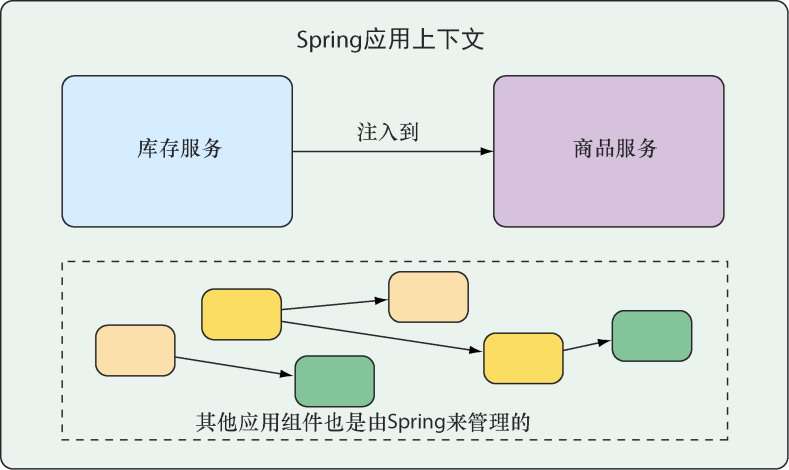 Spring应用上下文
库存服务
注入到
商品服务
其他应用组件也是由Spring来管理的